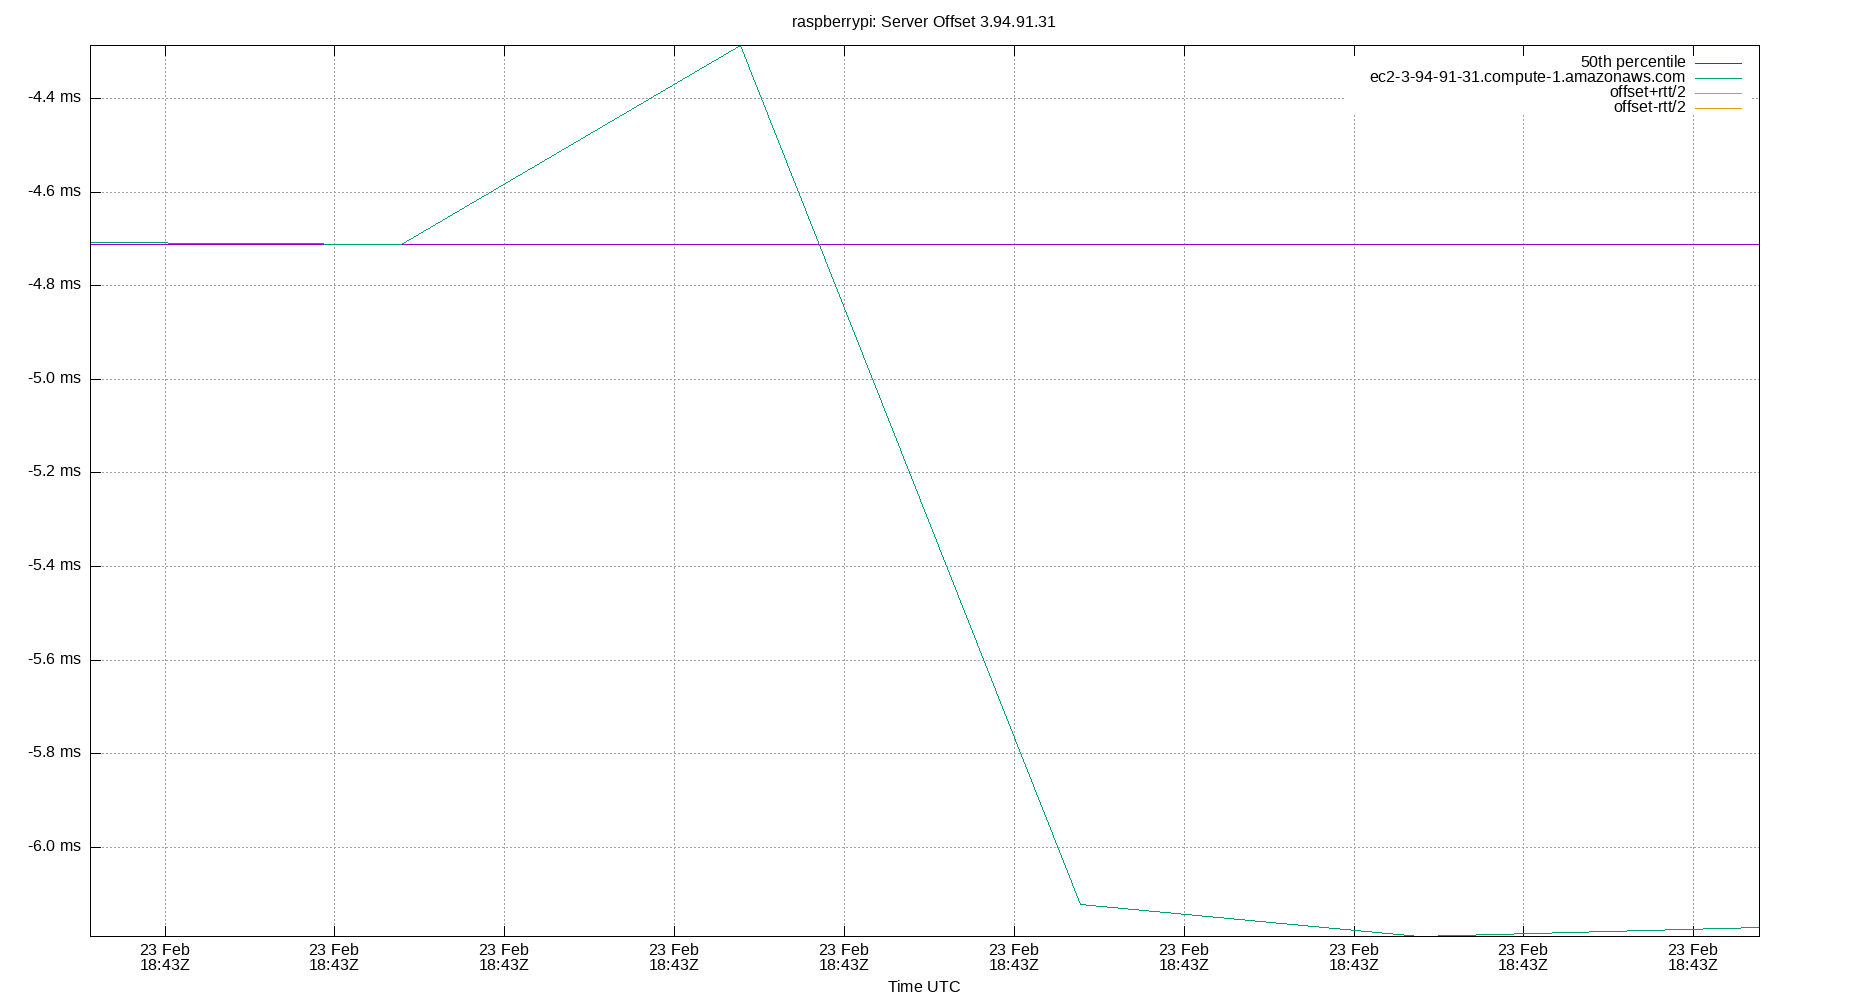 raspberrypi: Server Offset 3.94.91.31
50th percentile
ec2-3-94-91-31.compute-1.amazonaws.com
offset+rtt/2
offset-rtt/2
-4.4 ms
-4.6 ms
-4.8 ms
-5.0 ms
-5.2 ms
-5.4 ms
-5.6 ms
-5.8 ms
-6.0 ms
23 Feb 23 Feb 23 Feb 23 Feb 23 Feb 23 Feb 23 Feb 23 Feb 23 Feb 23 Feb
18:43Z 18:43Z 18:43Z 18:43Z 18:43Z 18:43Z 18:43Z 18:43Z 18:43Z 18:43Z
Time UTC